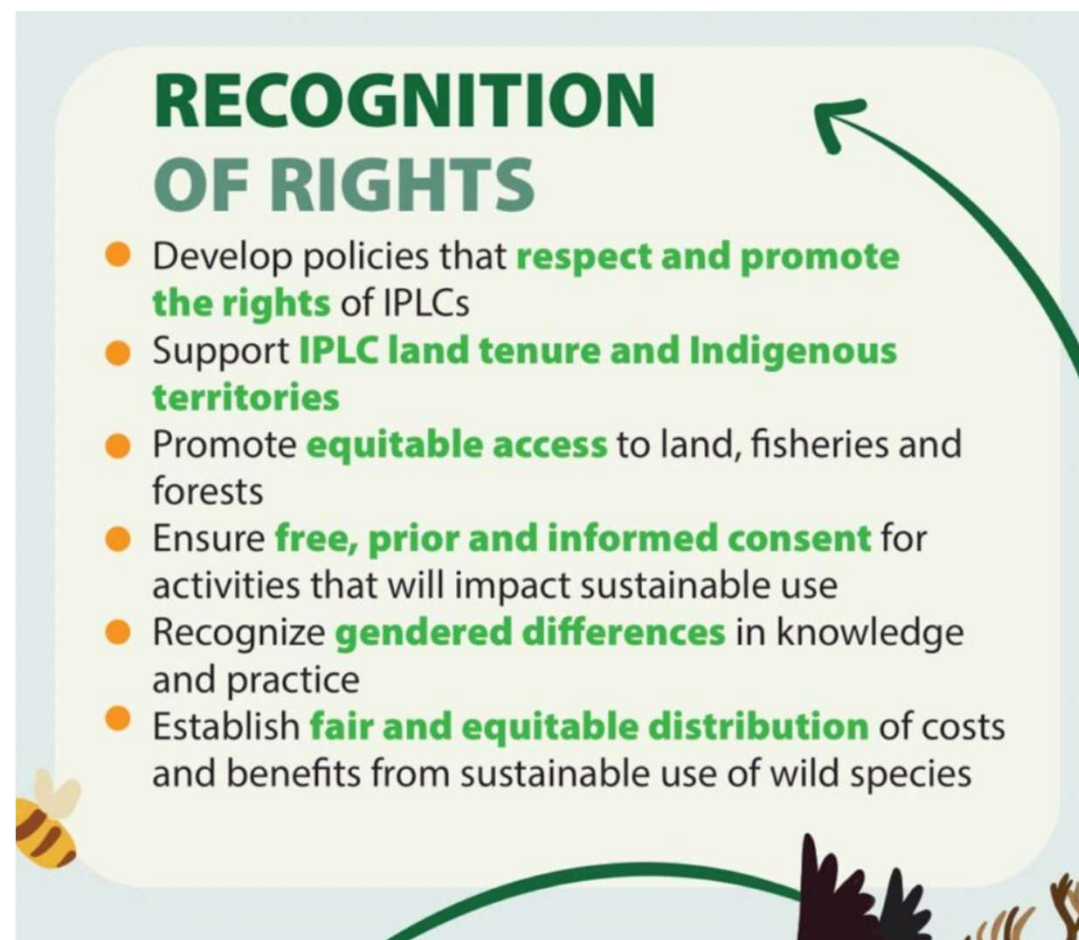 RECOGNITION
OF RIGHTS
Develop policies that respect and promote
the rights of IPLCs
Support IPLC land tenure and Indigenous
territories
Promote equitable access to land, fisheries and
forests
Ensure free, prior and informed consent for
activities that will impact sustainable use
Recognize gendered differences in knowledge
and practice
Establish fair and equitable distribution of costs
and benefits from sustainable use of wild species